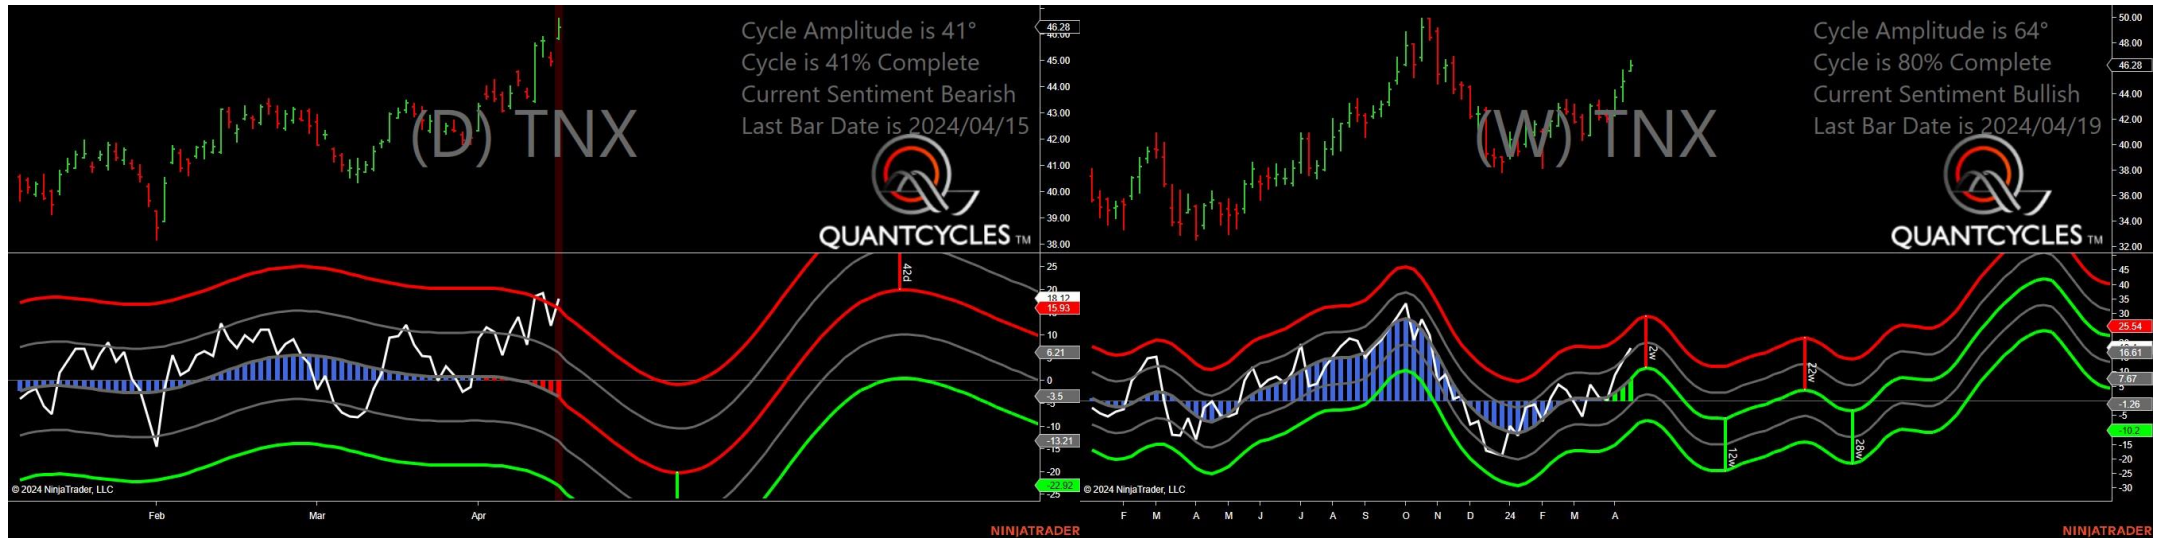 Cycle Amplitude is 41°
Cycle is 41% Complete
Current Sentiment Bearish
Last Bar Date is 2024/04/15
(D) TNX
QUANTCYCLES TM
46.28
46.00
45.00
44.00
43.00
42.00
41.00
40.00
39.00
38.00
42d
25
20
18.12
15.93
10
6.21
0
-3.5
-10
-13.21
-15
-20
-22.92
-25
© 2024 NinjaTrader, LLC
Feb
Mar
Apr
NINJATRADER
Cycle Amplitude is 64°
Cycle is 80% Complete
Current Sentiment Bullish
Last Bar Date is 2024/04/19
(W) TNX
QUANTCYCLES TM
50.00
48.00
46.28
44.00
42.00
40.00
38.00
36.00
34.00
32.00
2w
12w
22w
28w
45
40
35
30
25.54
16.61
10
7.67
5
-1.26
-5
-10.2
-15
-20
-25
-30
© 2024 NinjaTrader, LLC
F M A M J J A S O N D 24 F M A
NINJATRADER